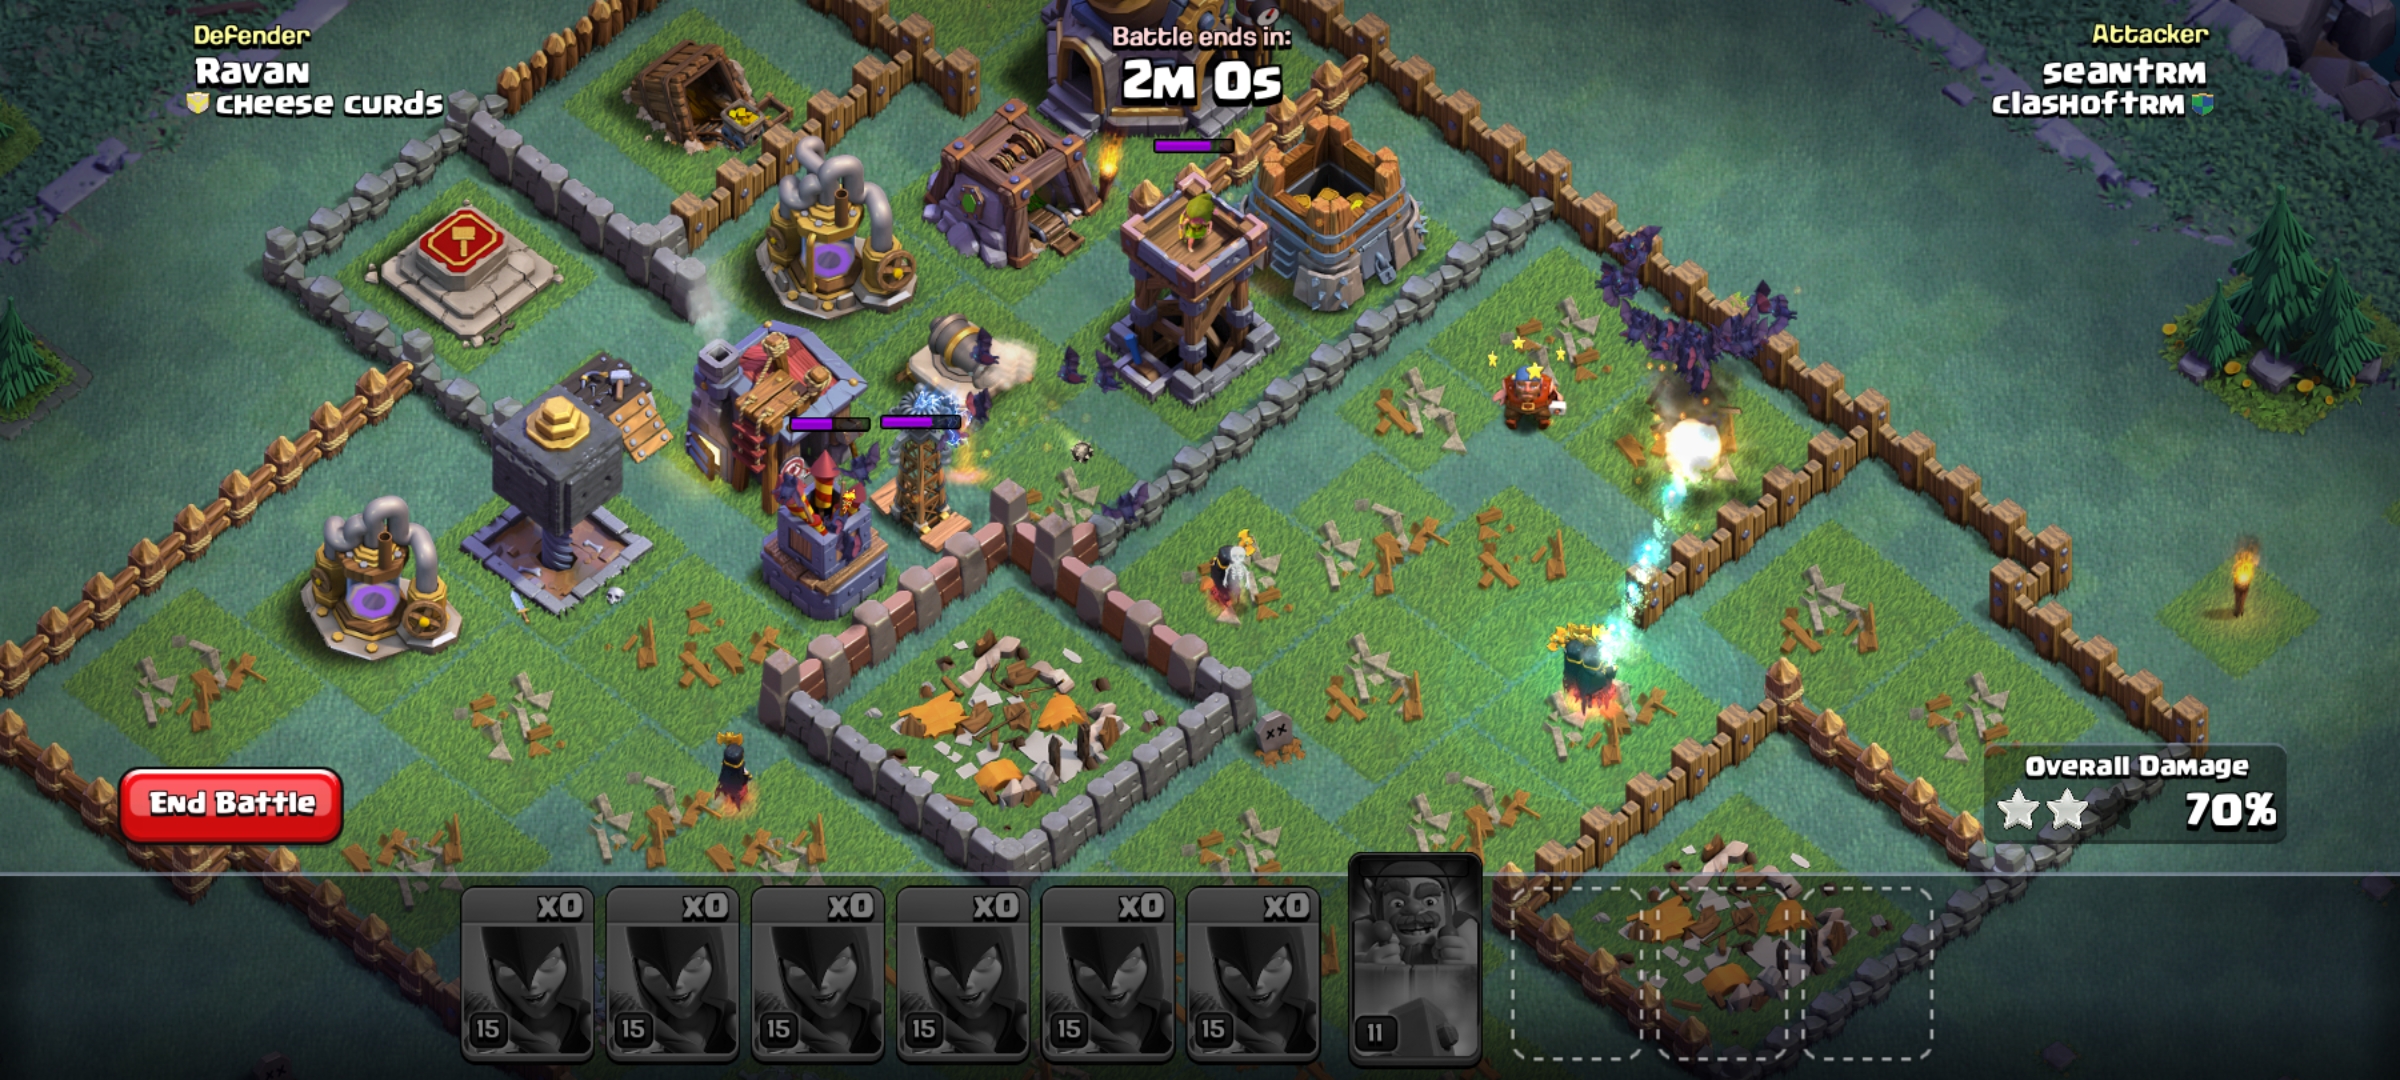 Defender
Ravan
cheese curds
Battle ends in:
2M 0s
Attacker
seantrm
clashoftrm
End Battle
Overall Damage
70%
x0 x0 x0 x0 x0 x0
15 15 15 15 15 15 11